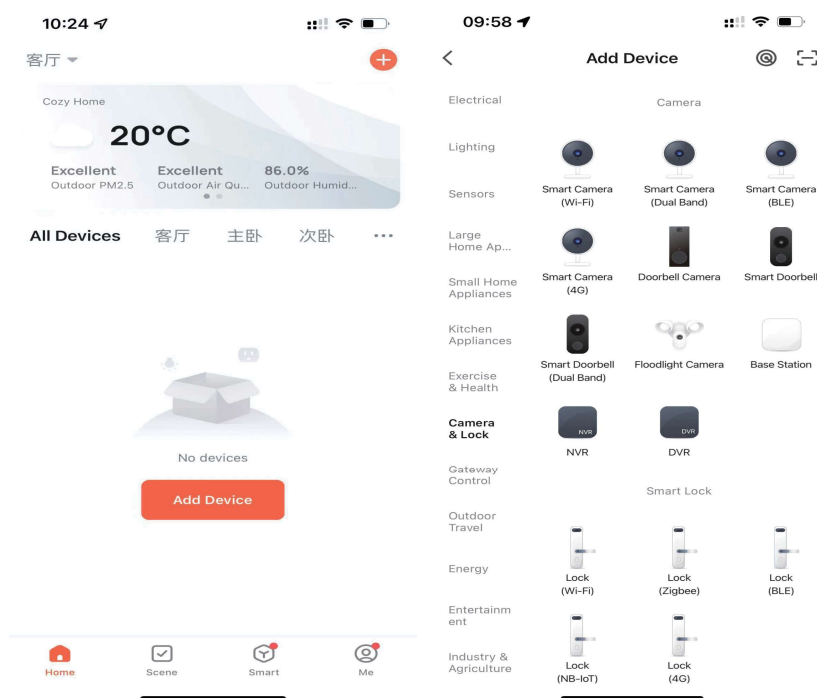 10:24
客厅
Cozy Home
20°C
Excellent
Outdoor PM2.5
Excellent
Outdoor Air Qu...
86.0%
Outdoor Humid...
All Devices 客厅 主卧 次卧 ...
No devices
Add Device
Home Scene Smart Me
09:58
Add Device
Electrical
Lighting
Sensors
Large
Home Ap...
Small Home
Appliances
Kitchen
Appliances
Exercise
& Health
Camera
& Lock
Gateway
Control
Outdoor
Travel
Energy
Entertainm
ent
Industry &
Agriculture
Camera
Smart Camera
(Wi-Fi)
Smart Camera
(Dual Band)
Smart Camera
(BLE)
Smart Camera
(4G)
Doorbell Camera
Smart Doorbell
Smart Doorbell
(Dual Band)
Floodlight Camera
Base Station
NVR
NVR
DVR
DVR
Smart Lock
Lock
(Wi-Fi)
Lock
(Zigbee)
Lock
(BLE)
Lock
(NB-IoT)
Lock
(4G)